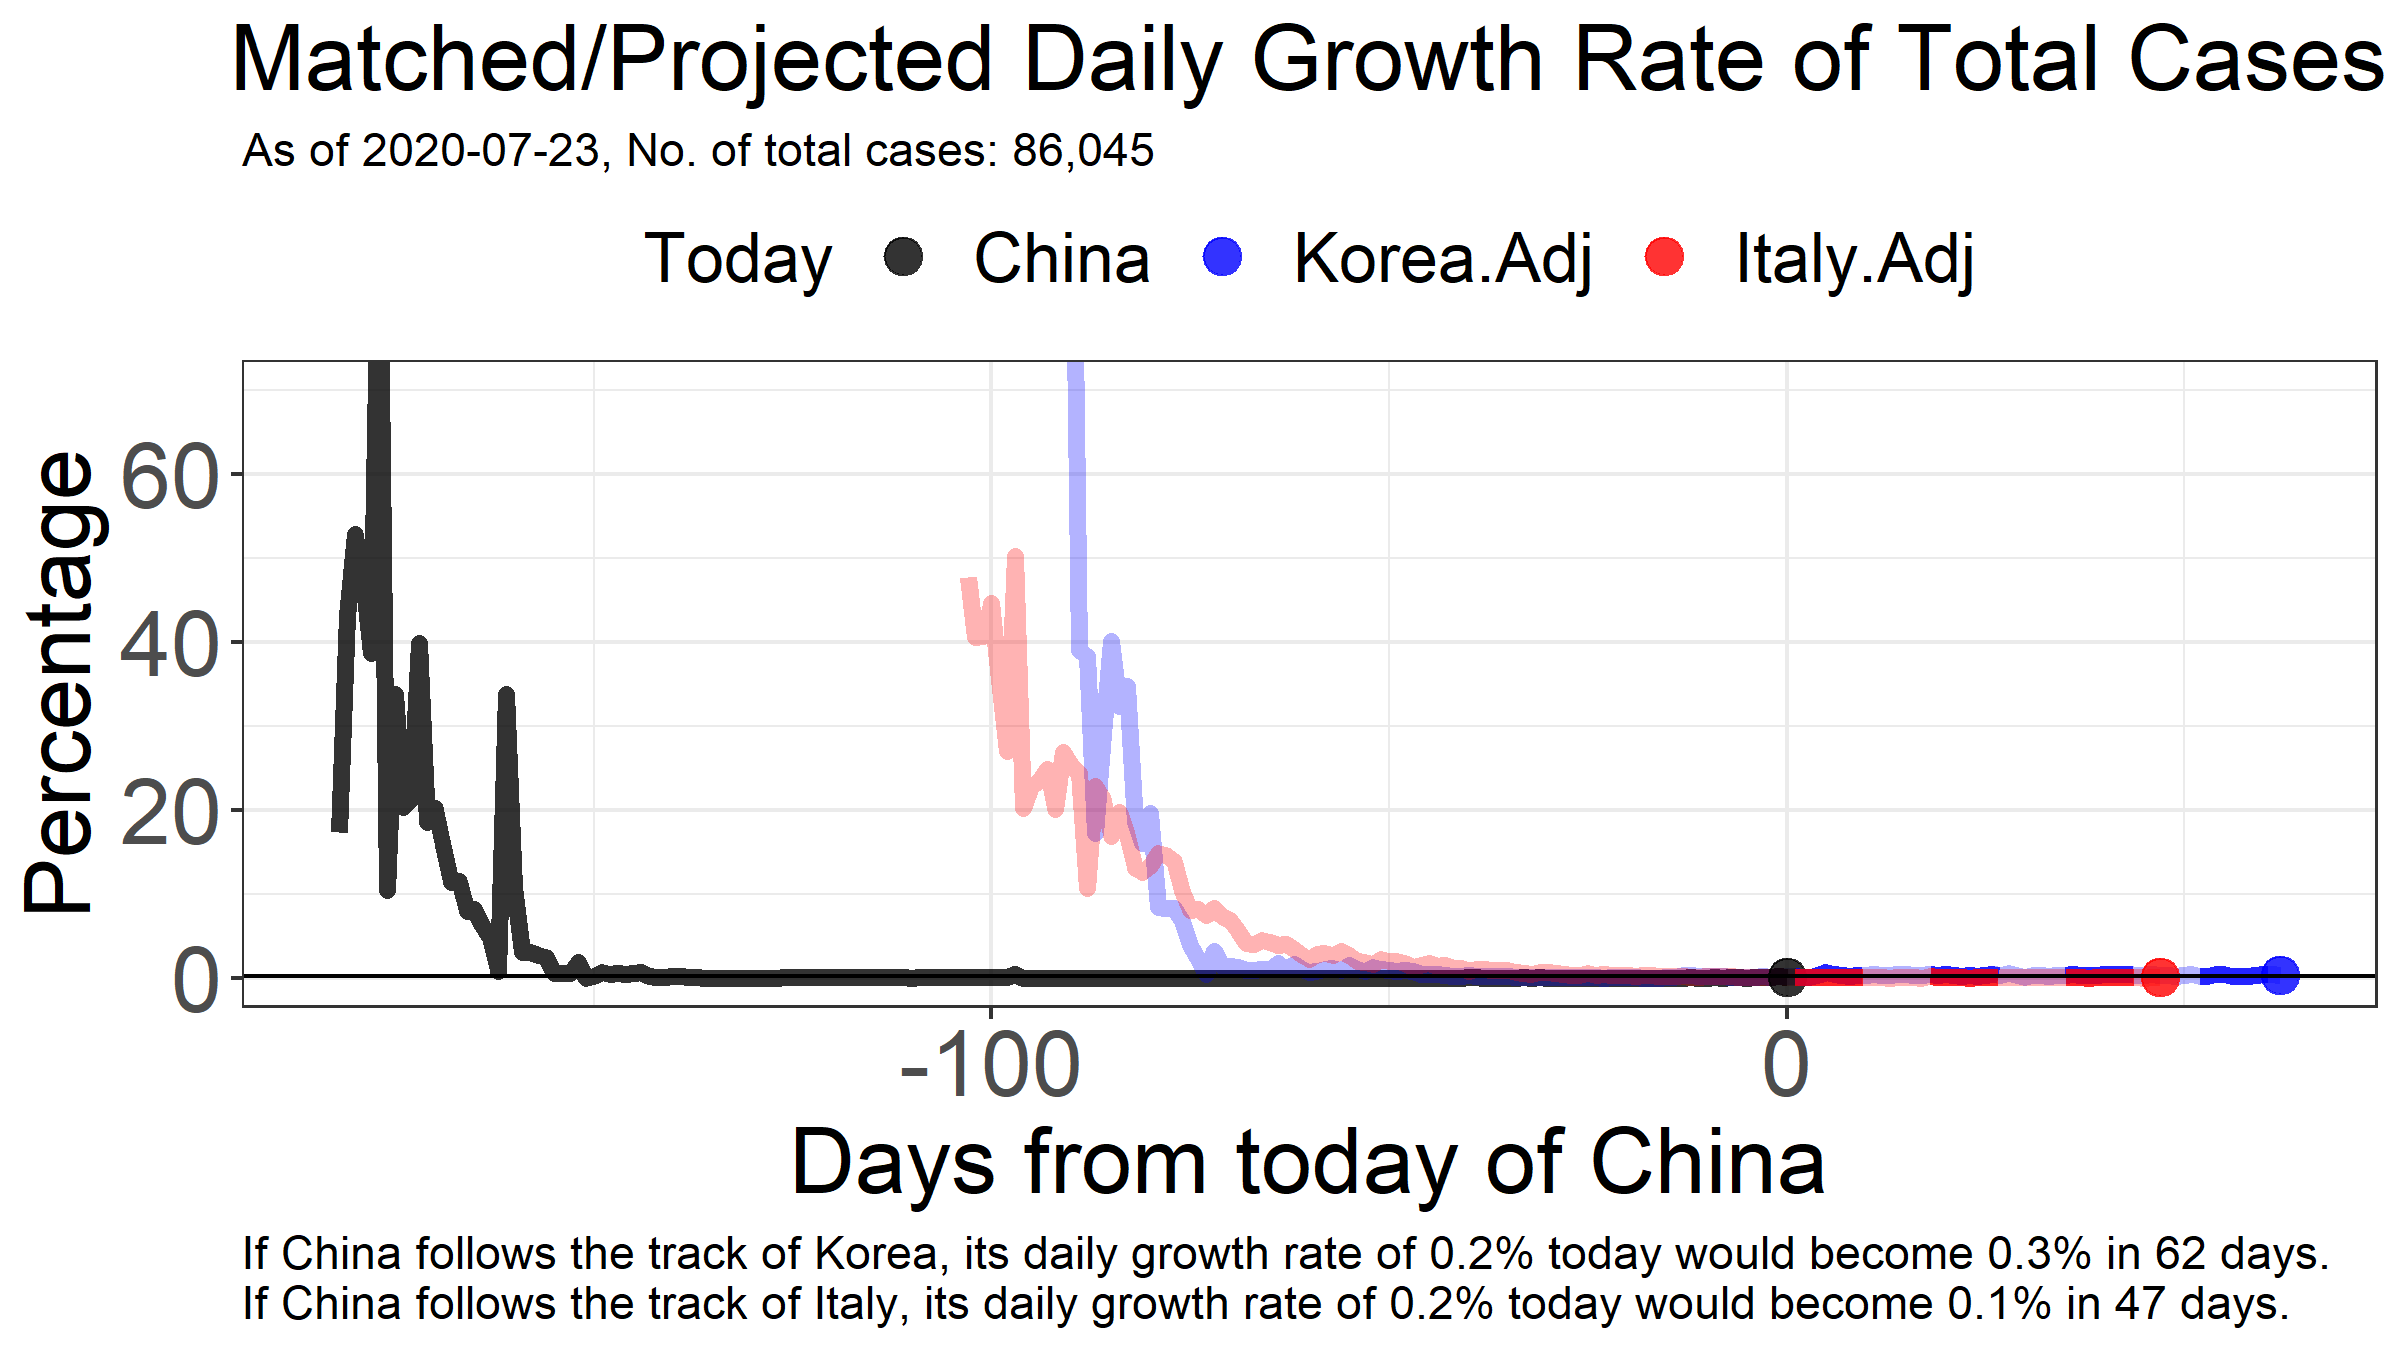 Matched/Projected Daily Growth Rate of Total Cases
As of 2020-07-23, No. of total cases: 86,045
Today China Korea.Adj Italy.Adj
Percentage
60
40
20
0
-100 0
Days from today of China
If China follows the track of Korea, its daily growth rate of 0.2% today would become 0.3% in 62 days.
If China follows the track of Italy, its daily growth rate of 0.2% today would become 0.1% in 47 days.